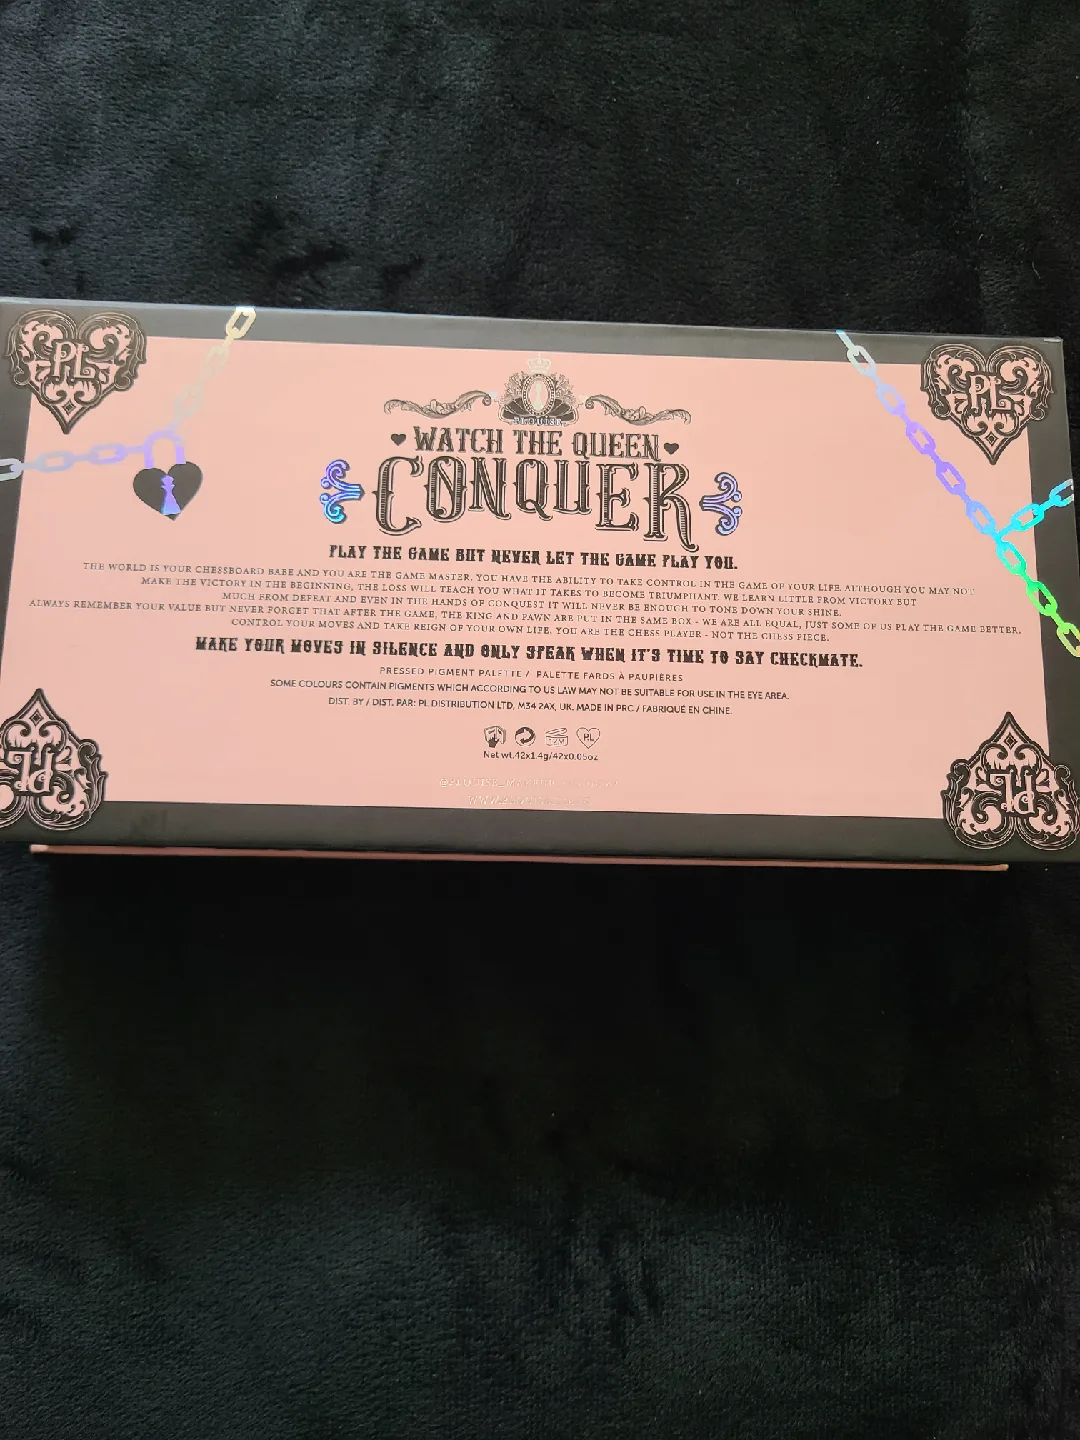 PL
PL
WATCH THE QUEEN
CONQUER
PLAY THE GAME BUT NEVER LET THE GAME PLAY YOU.
THE WORLD IS YOUR CHESSBOARD BABE AND YOU ARE THE GAME MASTER. YOU HAVE THE ABILITY TO TAKE CONTROL IN THE GAME OF YOUR LIFE. ALTHOUGH YOU MAY NOT
MAKE THE VICTORY IN THE BEGINNING, THE LOSS WILL TEACH YOU WHAT IT TAKES TO BECOME TRIUMPHANT. WE LEARN LITTLE FROM VICTORY BUT
MUCH FROM DEFEAT AND EVEN IN THE HANDS OF CONQUEST IT WILL NEVER BE ENOUGH TO TONE DOWN YOUR SHINE.
ALWAYS REMEMBER YOUR VALUE BUT NEVER FORGET THAT AFTER THE GAME, THE KING AND PAWN ARE PUT IN THE SAME BOX - WE ARE ALL EQUAL, JUST SOME OF US PLAY THE GAME BETTER.
CONTROL YOUR MOVES AND TAKE REIGN OF YOUR OWN LIFE. YOU ARE THE CHESS PLAYER - NOT THE CHESS PIECE.
MAKE YOUR MOVES IN SILENCE AND ONLY SPEAK WHEN IT'S TIME TO SAY CHECKMATE.
PRESSED PIGMENT PALETTE / PALETTE FARDS À PAUPIÈRES
SOME COLOURS CONTAIN PIGMENTS WHICH ACCORDING TO US LAW MAY NOT BE SUITABLE FOR USE IN THE EYE AREA.
DIST. BY / DIST. PAR: PL DISTRIBUTION LTD, M34 2AX, UK. MADE IN PRC / FABRIQUÉ EN CHINE.
12M PL
Net wt.42x1.4g/42x0.05oz
PL
PL